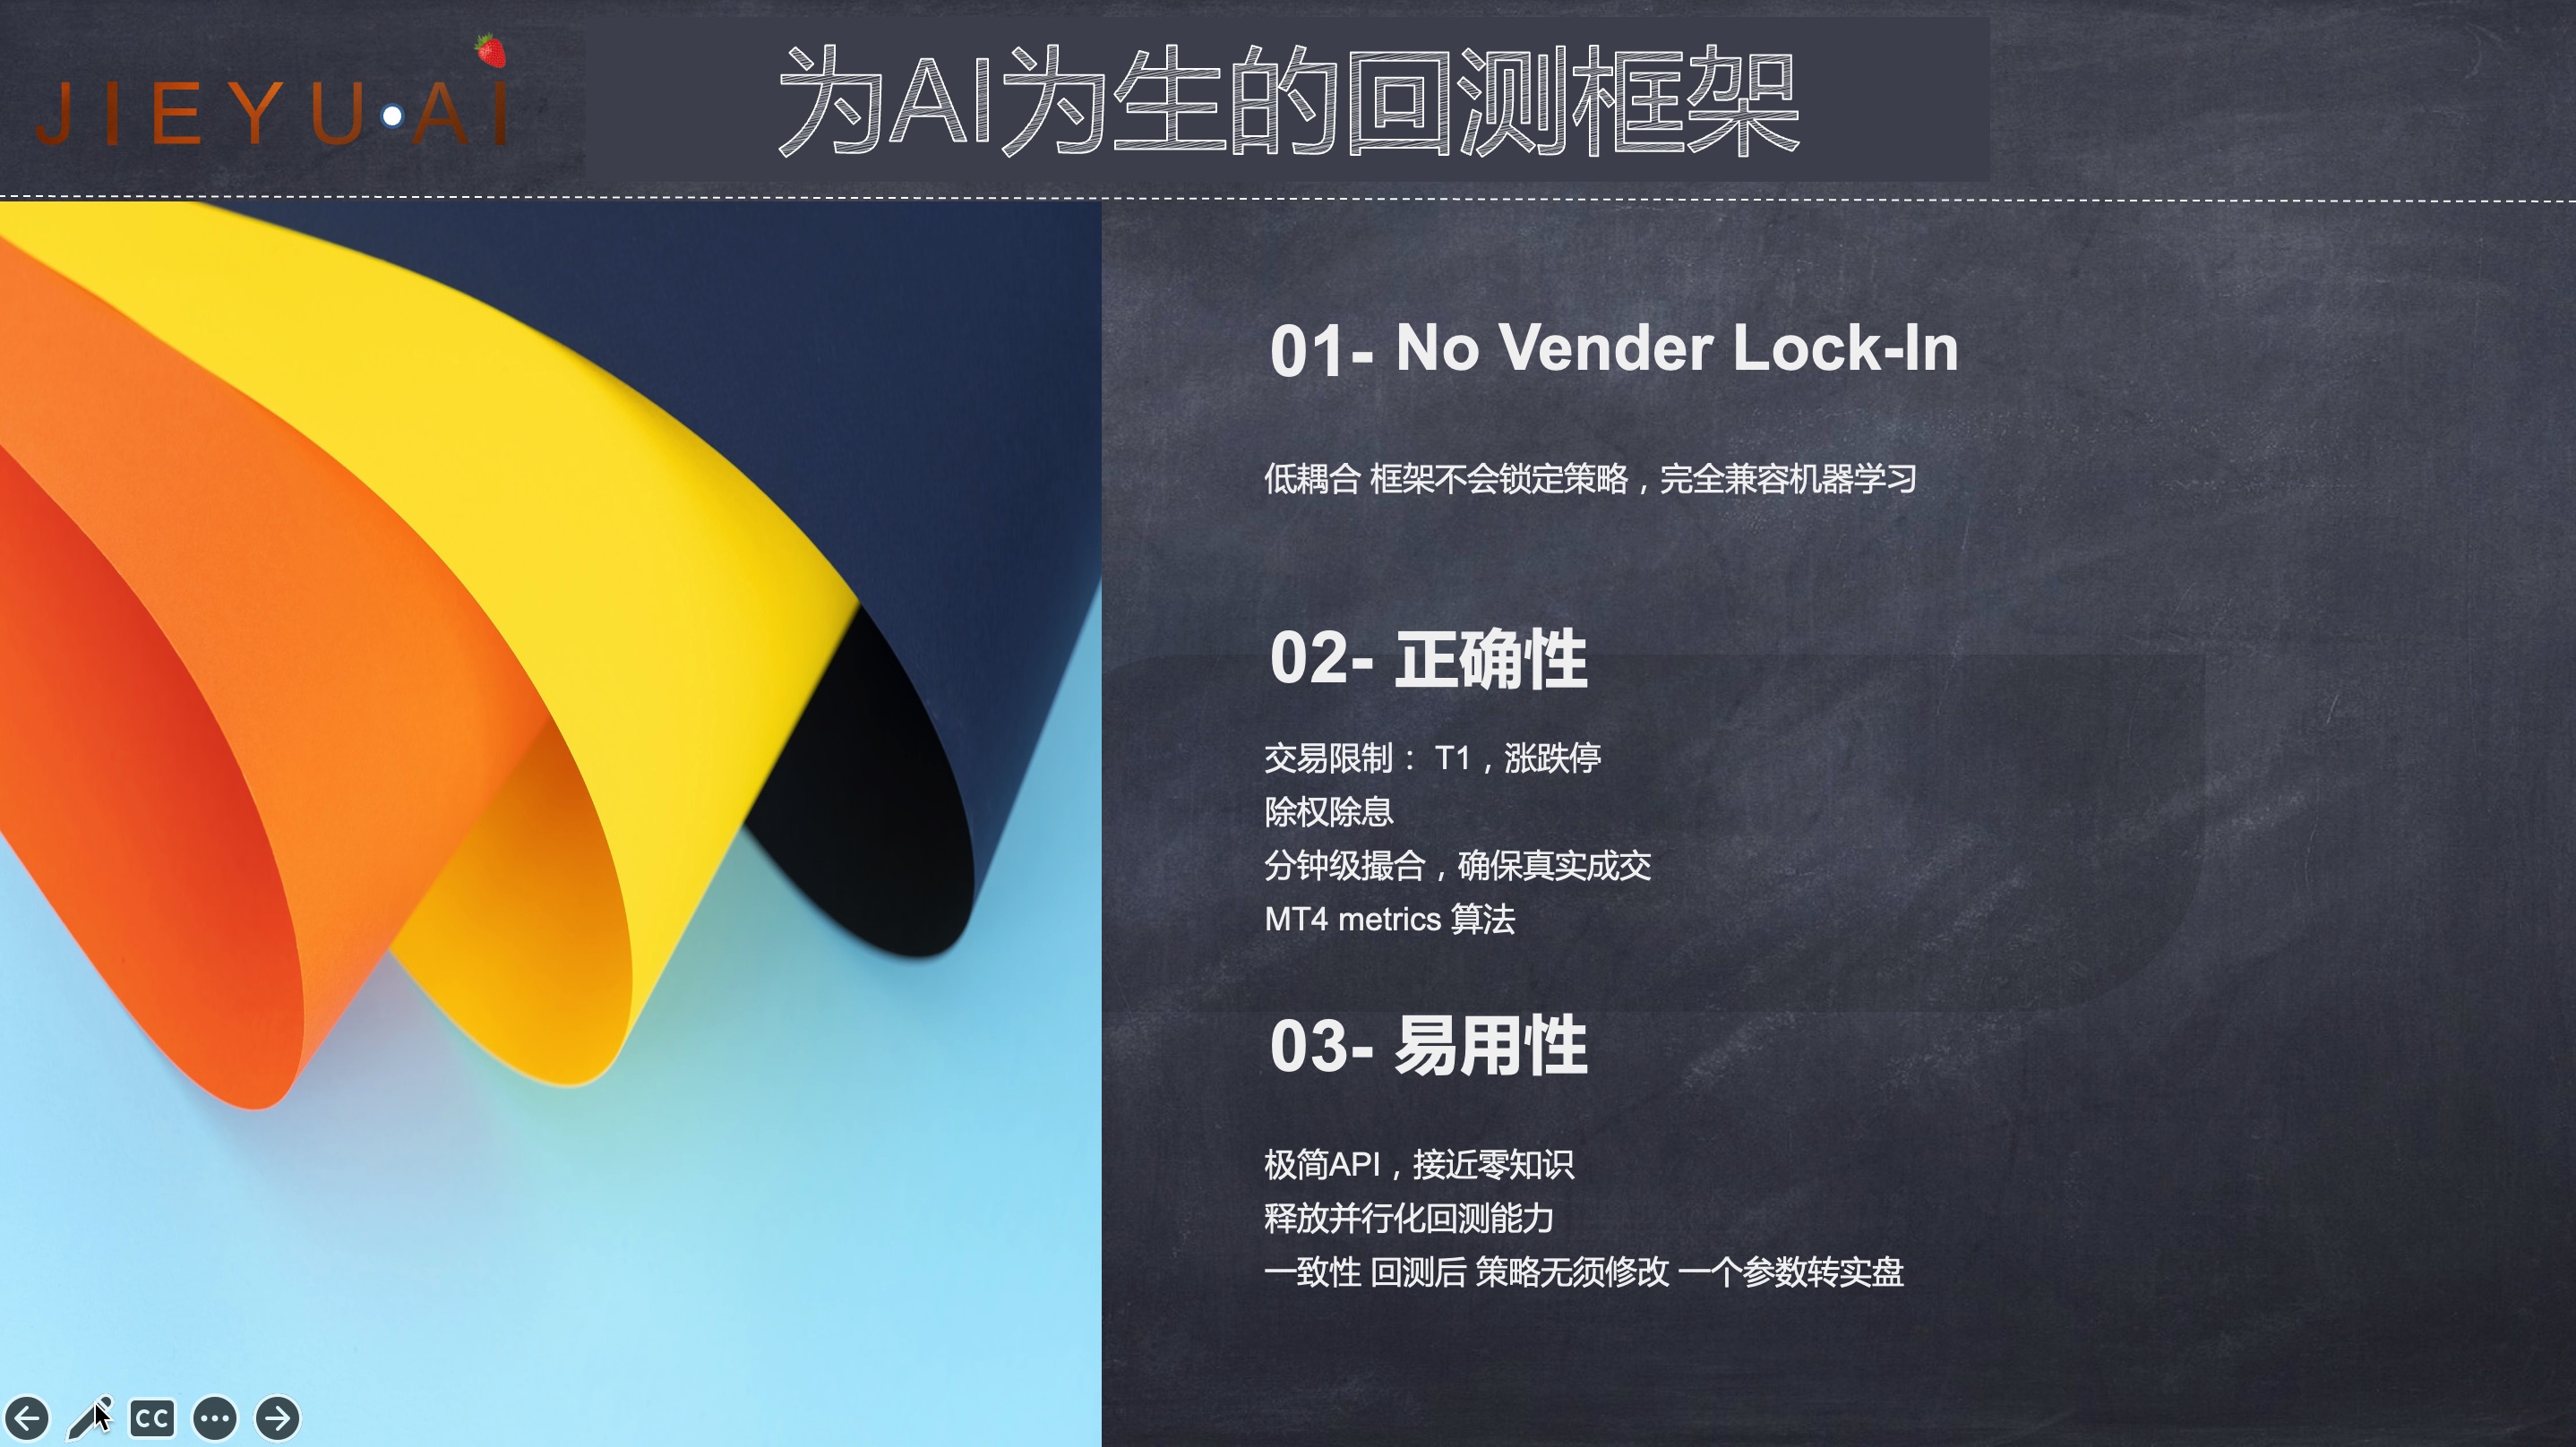 JIEYU·AI
为AI为生的回测框架
01- No Vender Lock-In
低耦合 框架不会锁定策略，完全兼容机器学习
02- 正确性
交易限制： T1，涨跌停
除权除息
分钟级撮合，确保真实成交
MT4 metrics 算法
03- 易用性
极简API，接近零知识
释放并行化回测能力
一致性 回测后 策略无须修改 一个参数转实盘
CC